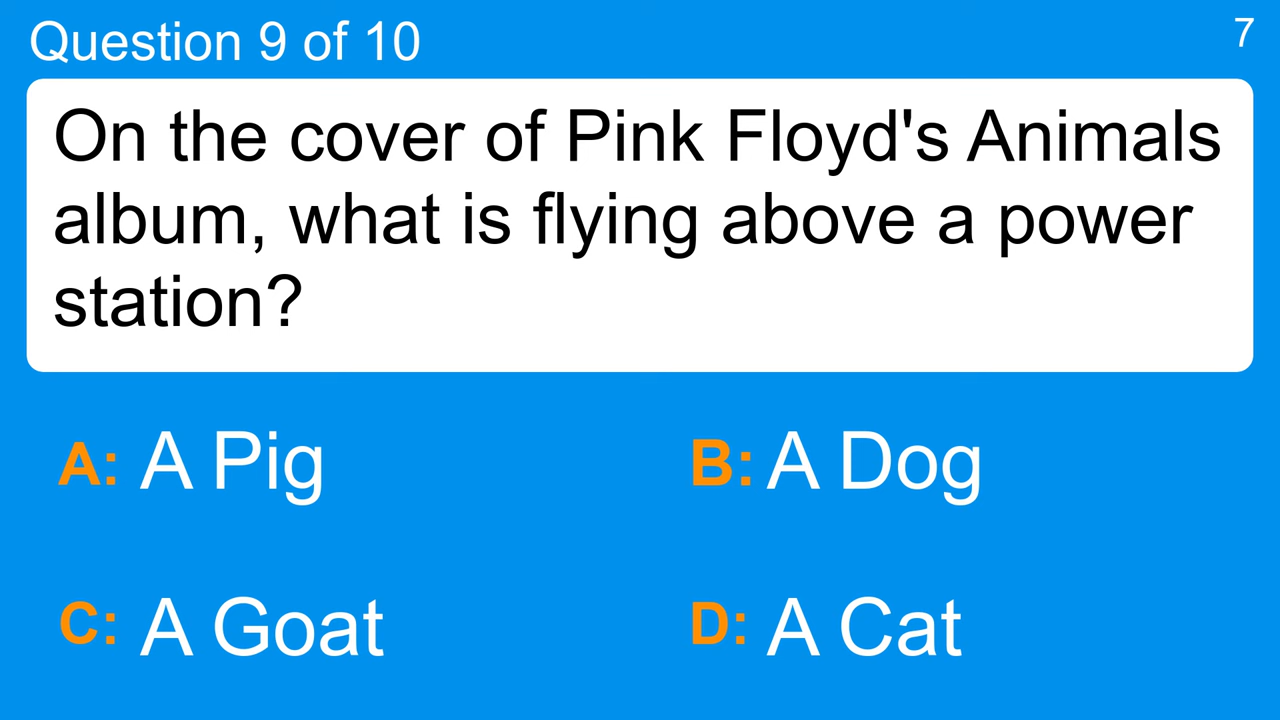 Question 9 of 10
7
On the cover of Pink Floyd's Animals
album, what is flying above a power
station?
A: A Pig
B: A Dog
C: A Goat
D: A Cat